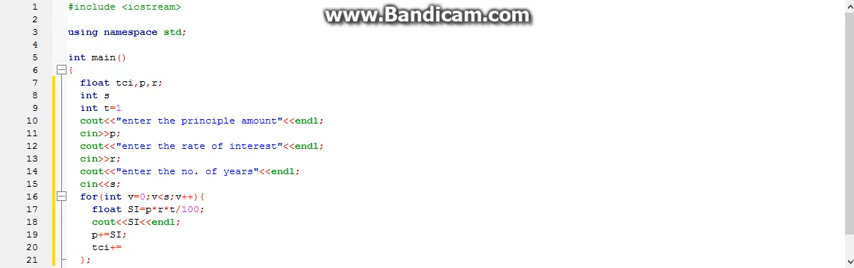 www.Bandicam.com
1 #include <iostream>
2
3 using namespace std;
4
5 int main()
6 {
7 float tci,p,r;
8 int s
9 int t=1
10 cout<<"enter the principle amount"<<endl;
11 cin>>p;
12 cout<<"enter the rate of interest"<<endl;
13 cin>>r;
14 cout<<"enter the no. of years"<<endl;
15 cin<<s;
16 for(int v=0;v<s;v++){
17 float SI=p*r*t/100;
18 cout<<SI<<endl;
19 p+=SI;
20 tci+=
21 };